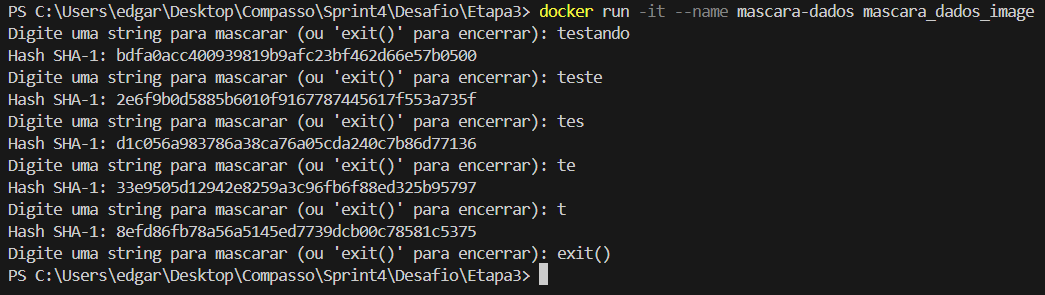 PS C:\Users\edgar\Desktop\Compasso\Sprint4\Desafio\Etapa3> docker run -it --name mascara-dados mascara_dados_image
Digite uma string para mascarar (ou 'exit()' para encerrar): testando
Hash SHA-1: bdfa0acc400939819b9afc23bf462d66e57b0500
Digite uma string para mascarar (ou 'exit()' para encerrar): teste
Hash SHA-1: 2e6f9b0d5885b6010f9167787445617f553a735f
Digite uma string para mascarar (ou 'exit()' para encerrar): tes
Hash SHA-1: d1c056a983786a38ca76a05cda240c7b86d77136
Digite uma string para mascarar (ou 'exit()' para encerrar): te
Hash SHA-1: 33e9505d12942e8259a3c96fb6f88ed325b95797
Digite uma string para mascarar (ou 'exit()' para encerrar): t
Hash SHA-1: 8efd86fb78a56a5145ed7739dcb00c78581c5375
Digite uma string para mascarar (ou 'exit()' para encerrar): exit()
PS C:\Users\edgar\Desktop\Compasso\Sprint4\Desafio\Etapa3>